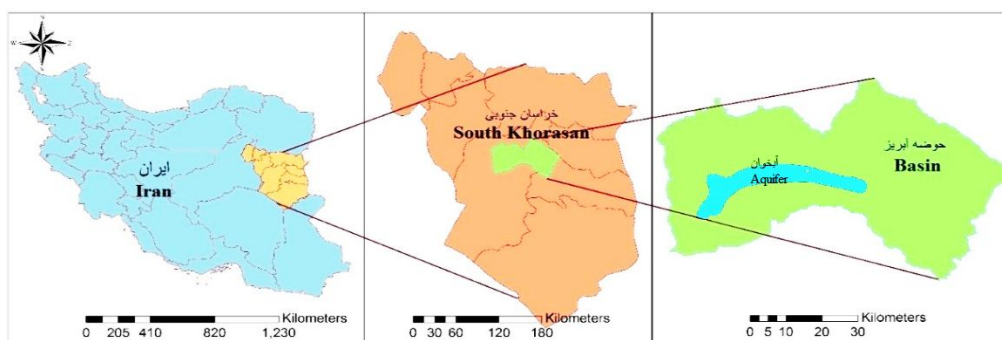 N
W
E
S
ایران
Iran
Kilometers
0 205 410 820 1,230
خراسان جنوبی
South Khorasan
Kilometers
0 30 60 120 180
حوضه آبریز
Basin
آبخوان
Aquifer
Kilometers
0 5 10 20 30